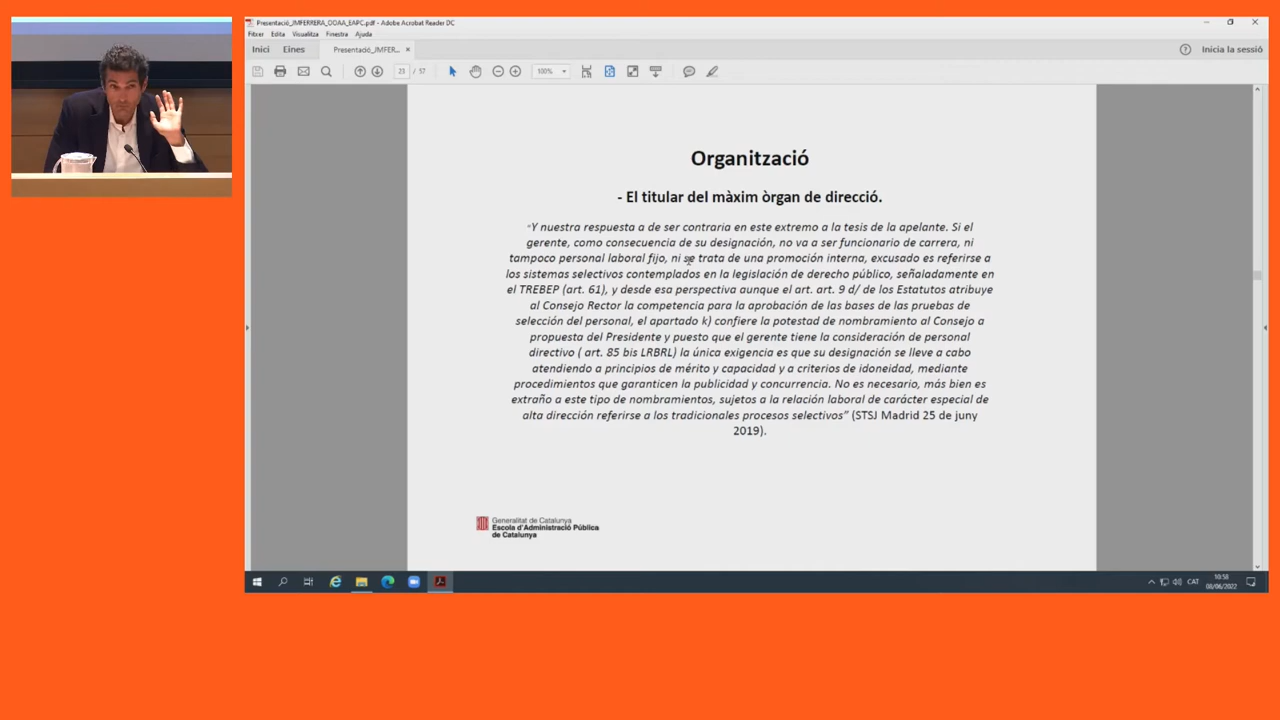 Presentació_JMFERRERA_OOAA_EAPC.pdf - Adobe Acrobat Reader DC
Fitxer Edita Visualitza Finestra Ajuda
Inici Eines Presentació_JMFER... × Inicia la sessió
23 / 57 100%
Organització
- El titular del màxim òrgan de direcció.
"Y nuestra respuesta a de ser contraria en este extremo a la tesis de la apelante. Si el
gerente, como consecuencia de su designación, no va a ser funcionario de carrera, ni
tampoco personal laboral fijo, ni se trata de una promoción interna, excusado es referirse a
los sistemas selectivos contemplados en la legislación de derecho público, señaladamente en
el TREBEP (art. 61), y desde esa perspectiva aunque el art. art. 9 d/ de los Estatutos atribuye
al Consejo Rector la competencia para la aprobación de las bases de las pruebas de
selección del personal, el apartado k) confiere la potestad de nombramiento al Consejo a
propuesta del Presidente y puesto que el gerente tiene la consideración de personal
directivo ( art. 85 bis LRBRL) la única exigencia es que su designación se lleve a cabo
atendiendo a principios de mérito y capacidad y a criterios de idoneidad, mediante
procedimientos que garanticen la publicidad y concurrencia. No es necesario, más bien es
extraño a este tipo de nombramientos, sujetos a la relación laboral de carácter especial de
alta dirección referirse a los tradicionales procesos selectivos" (STSJ Madrid 25 de juny
2019).
Generalitat de Catalunya
Escola d'Administració Pública
de Catalunya
CAT
10:58
08/06/2022